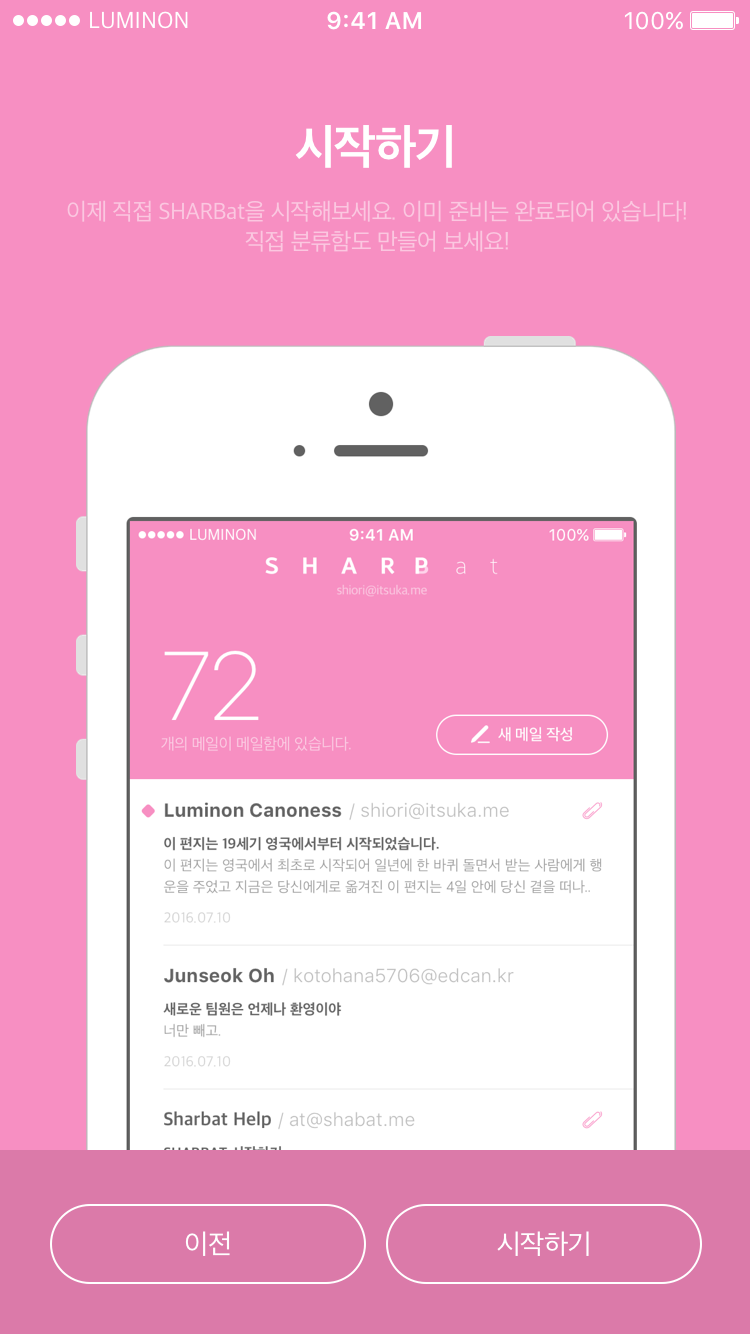 LUMINON 9:41 AM 100%
시작하기
이제 직접 SHARBat을 시작해보세요. 이미 준비는 완료되어 있습니다!
직접 분류함도 만들어 보세요!
LUMINON 9:41 AM 100%
S H A R B a t
shiori@itsuka.me
72
개의 메일이 메일함에 있습니다.
새 메일 작성
Luminon Canoness / shiori@itsuka.me
이 편지는 19세기 영국에서부터 시작되었습니다.
이 편지는 영국에서 최초로 시작되어 일년에 한 바퀴 돌면서 받는 사람에게 행
운을 주었고 지금은 당신에게로 옮겨진 이 편지는 4일 안에 당신 곁을 떠나..
2016.07.10
Junseok Oh / kotohana5706@edcan.kr
새로운 팀원은 언제나 환영이야
너만 빼고.
2016.07.10
Sharbat Help / at@shabat.me
SHARBAT 시작하기
이전
시작하기